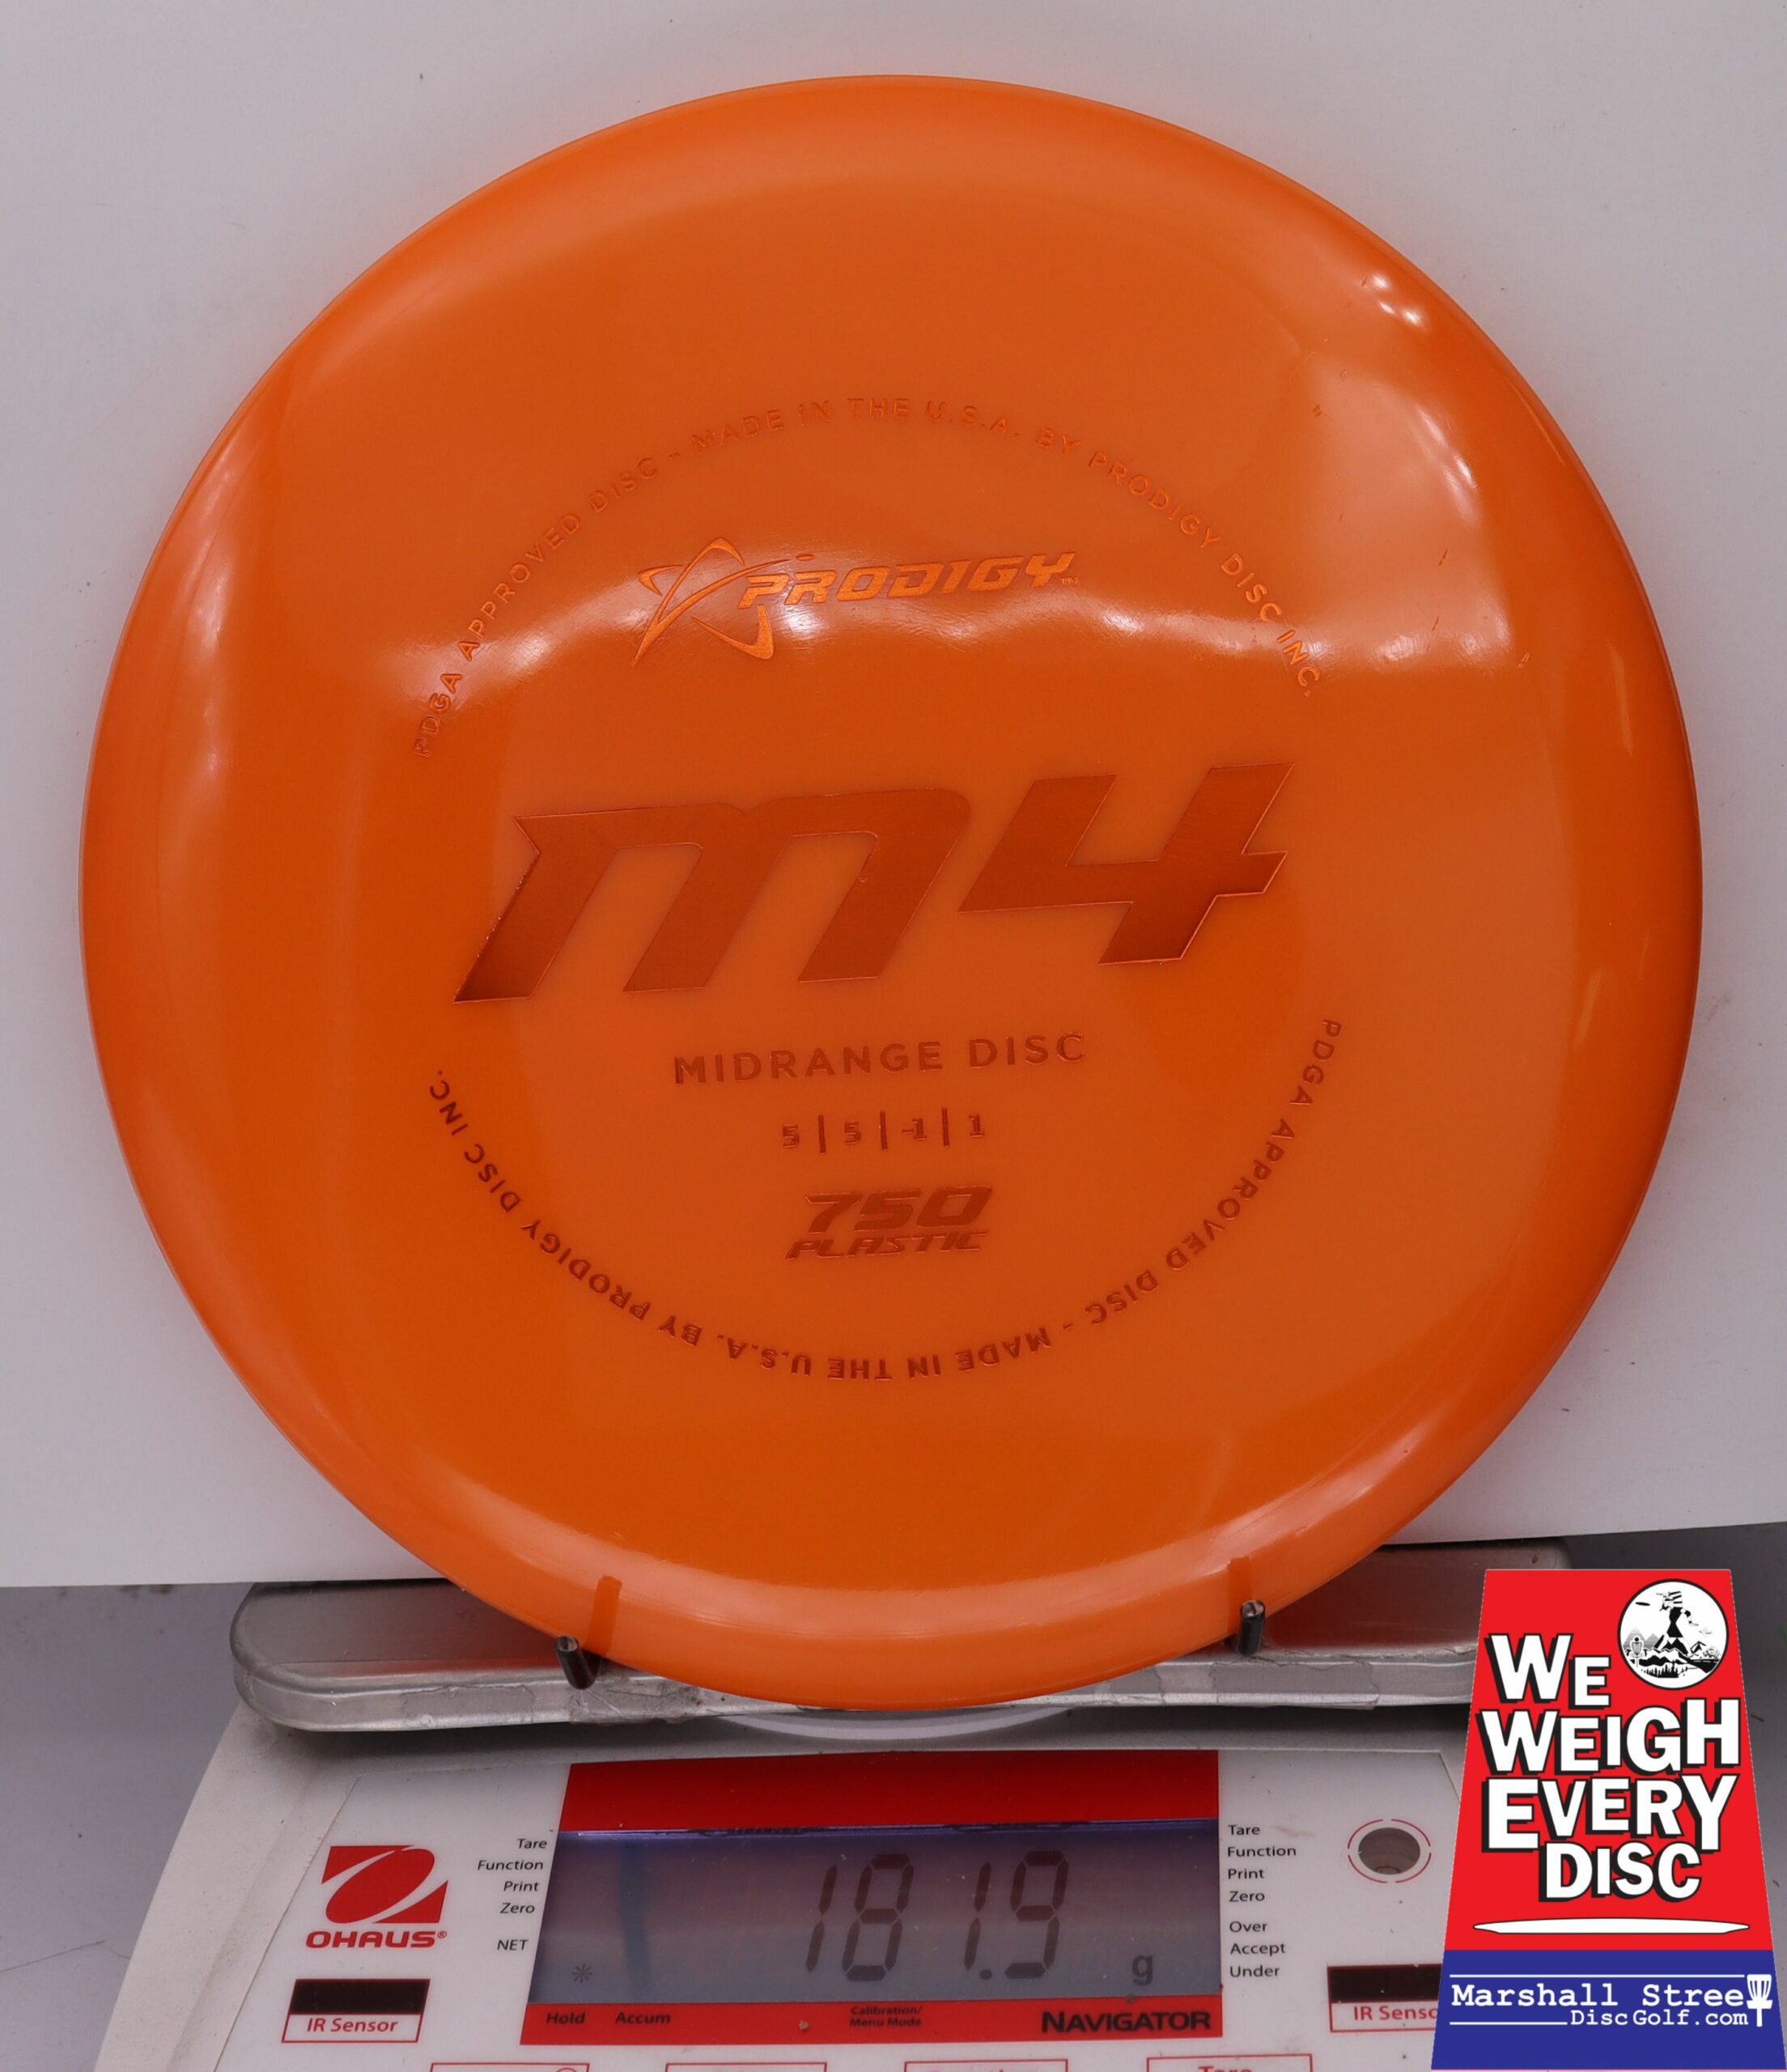 PDGA APPROVED DISC - MADE IN THE U.S.A. BY PRODIGY DISC INC.
PRODIGY
m4
MIDRANGE DISC
5 | 5 | -1 | 1
750
PLASTIC
PDGA APPROVED DISC - MADE IN THE U.S.A. BY PRODIGY DISC INC.
Tare
Function
Print
Zero
NET
OHAUS®
IR Sensor
181.9 g
Hold Accum Calibration/
Menu Mode NAVIGATOR
Tare
Function
Print
Zero
Over
Accept
Under
IR Senso
Tare
WE
WEIGH
EVERY
DISC
Marshall Stree
DiscGolf.com